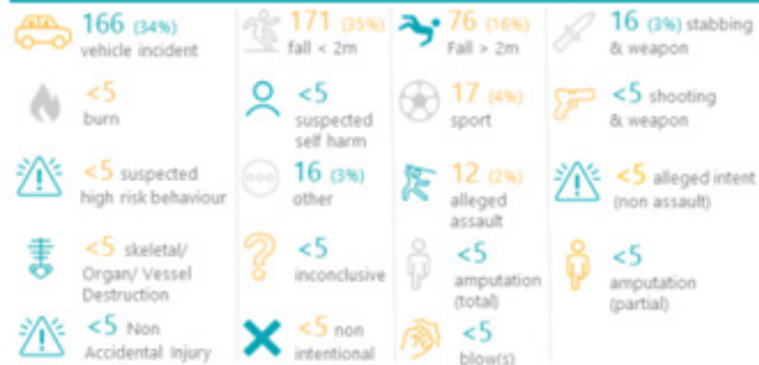 166 (34%)
vehicle incident
171 (35%)
fall < 2m
76 (16%)
Fall > 2m
16 (3%) stabbing
& weapon
<5
burn
<5
suspected
self harm
17 (4%)
sport
<5 shooting
& weapon
<5 suspected
high risk behaviour
16 (3%)
other
12 (2%)
alleged
assault
<5 alleged intent
(non assault)
<5 skeletal/
Organ/ Vessel
Destruction
<5
inconclusive
<5
amputation
(total)
<5
amputation
(partial)
<5 Non
Accidental Injury
<5 non
intentional
<5
blow(s)